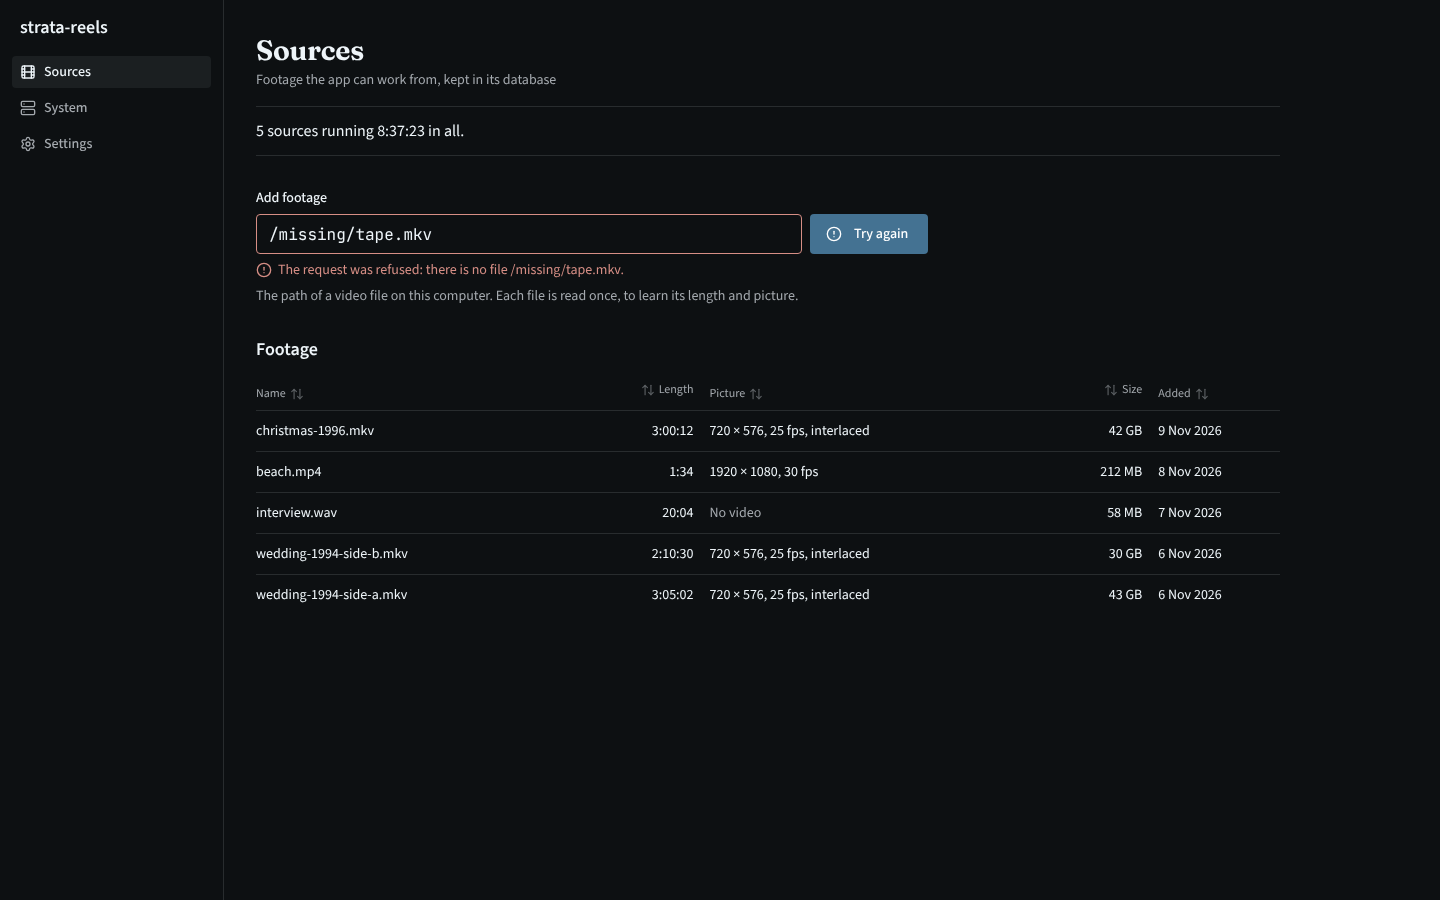 strata-reels
Sources
System
Settings
Sources
Footage the app can work from, kept in its database
5 sources running 8:37:23 in all.
Add footage
/missing/tape.mkv
Try again
The request was refused: there is no file /missing/tape.mkv.
The path of a video file on this computer. Each file is read once, to learn its length and picture.
Footage
Name Length Picture Size Added
christmas-1996.mkv 3:00:12 720 × 576, 25 fps, interlaced 42 GB 9 Nov 2026
beach.mp4 1:34 1920 × 1080, 30 fps 212 MB 8 Nov 2026
interview.wav 20:04 No video 58 MB 7 Nov 2026
wedding-1994-side-b.mkv 2:10:30 720 × 576, 25 fps, interlaced 30 GB 6 Nov 2026
wedding-1994-side-a.mkv 3:05:02 720 × 576, 25 fps, interlaced 43 GB 6 Nov 2026